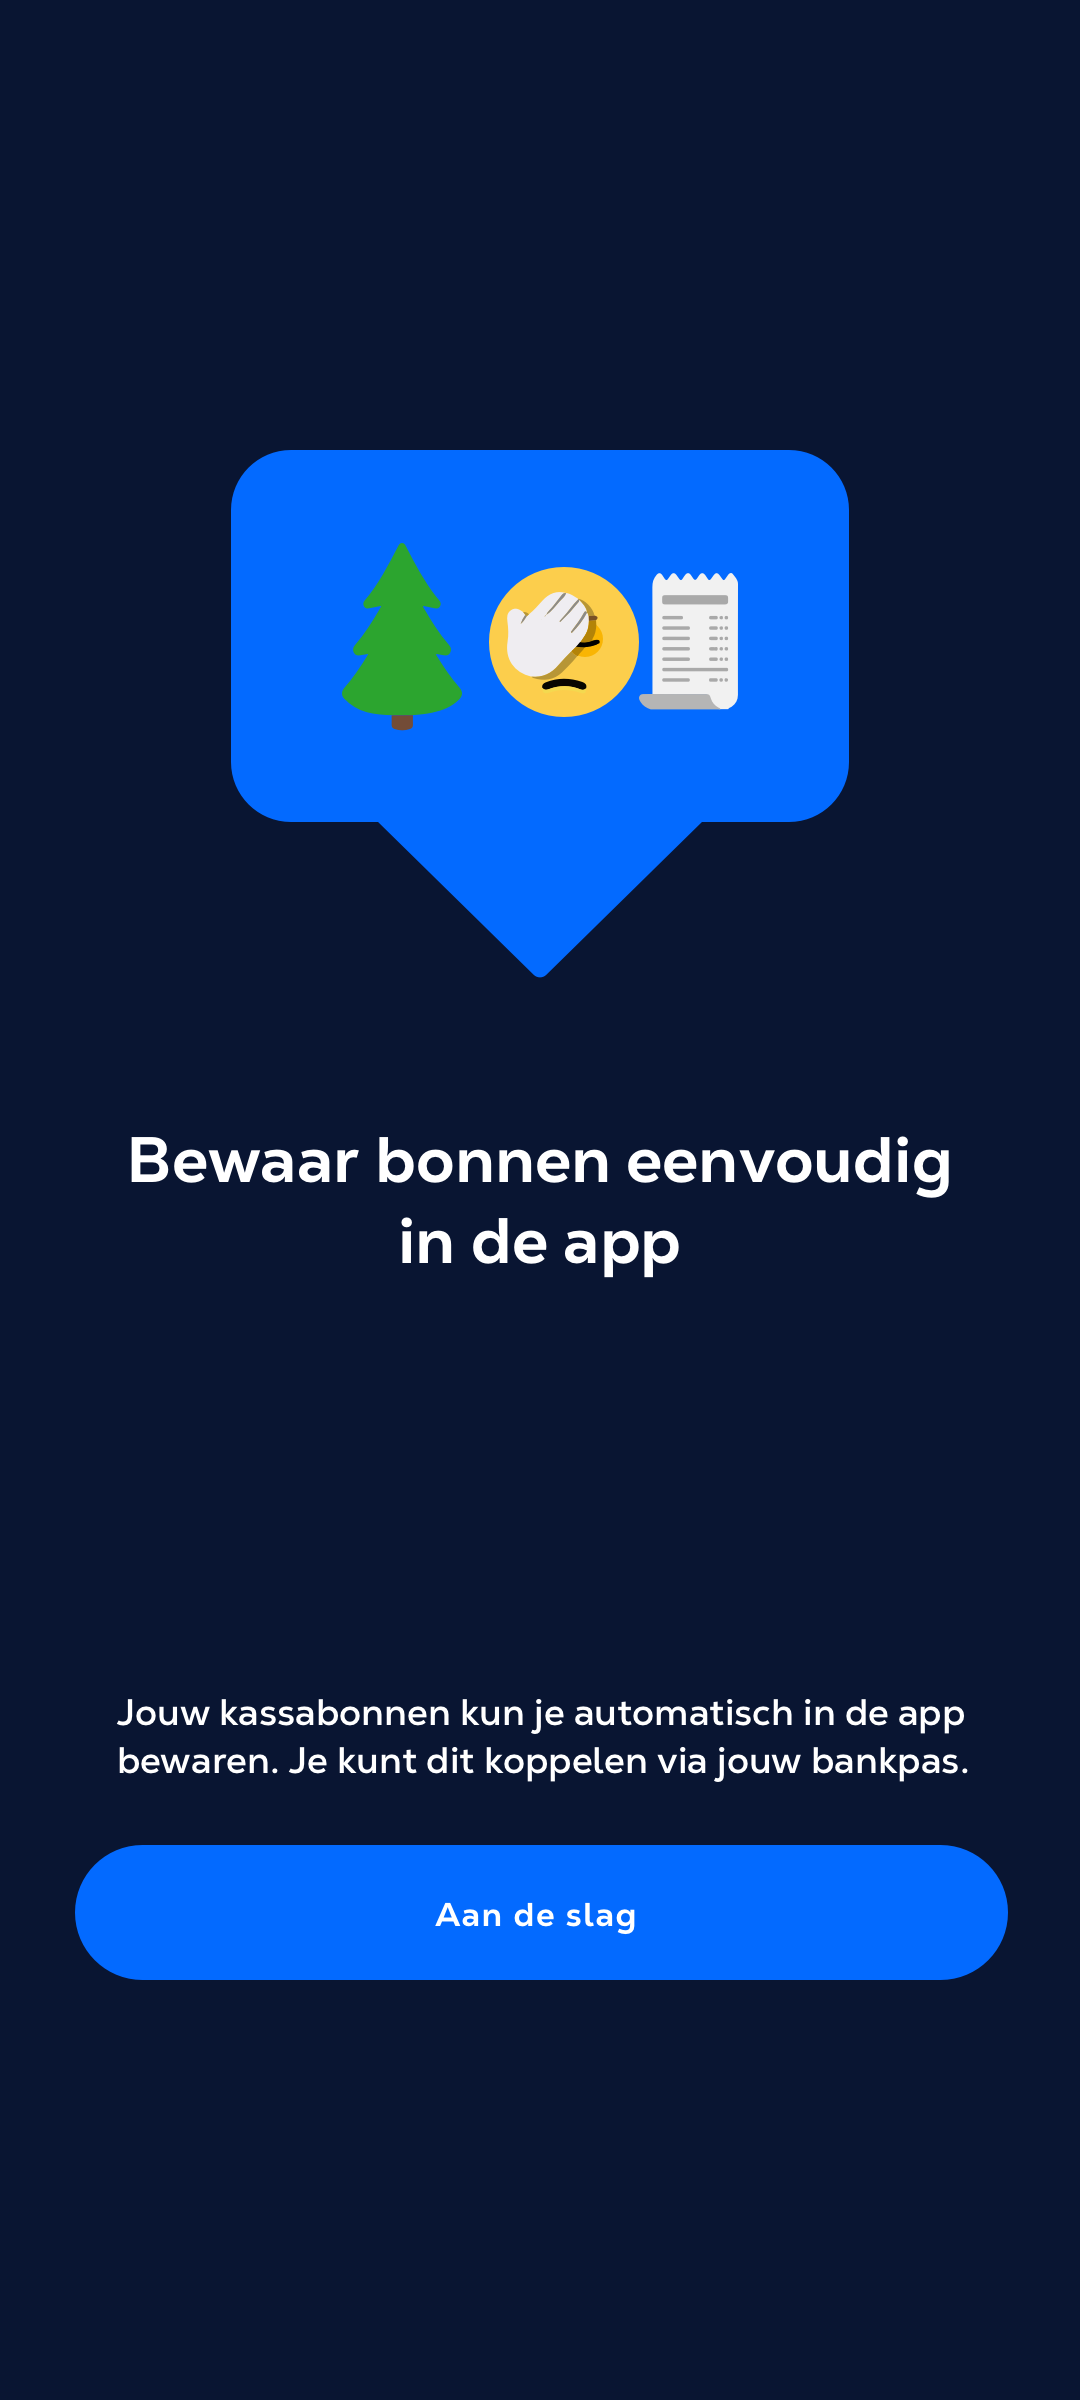 Bewaar bonnen eenvoudig
in de app
Jouw kassabonnen kun je automatisch in de app
bewaren. Je kunt dit koppelen via jouw bankpas.
Aan de slag